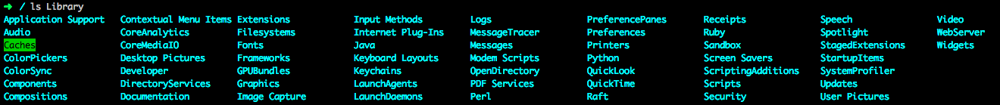 ➜ / ls Library
Application Support Contextual Menu Items Extensions Input Methods Logs PreferencePanes Receipts Speech Video
Audio CoreAnalytics Filesystems Internet Plug-Ins MessageTracer Preferences Ruby Spotlight WebServer
Caches CoreMediaIO Fonts Java Messages Printers Sandbox StagedExtensions Widgets
ColorPickers Desktop Pictures Frameworks Keyboard Layouts Modem Scripts Python Screen Savers StartupItems
ColorSync Developer GPUBundles Keychains OpenDirectory QuickLook ScriptingAdditions SystemProfiler
Components DirectoryServices Graphics LaunchAgents PDF Services QuickTime Scripts Updates
Compositions Documentation Image Capture LaunchDaemons Perl Raft Security User Pictures